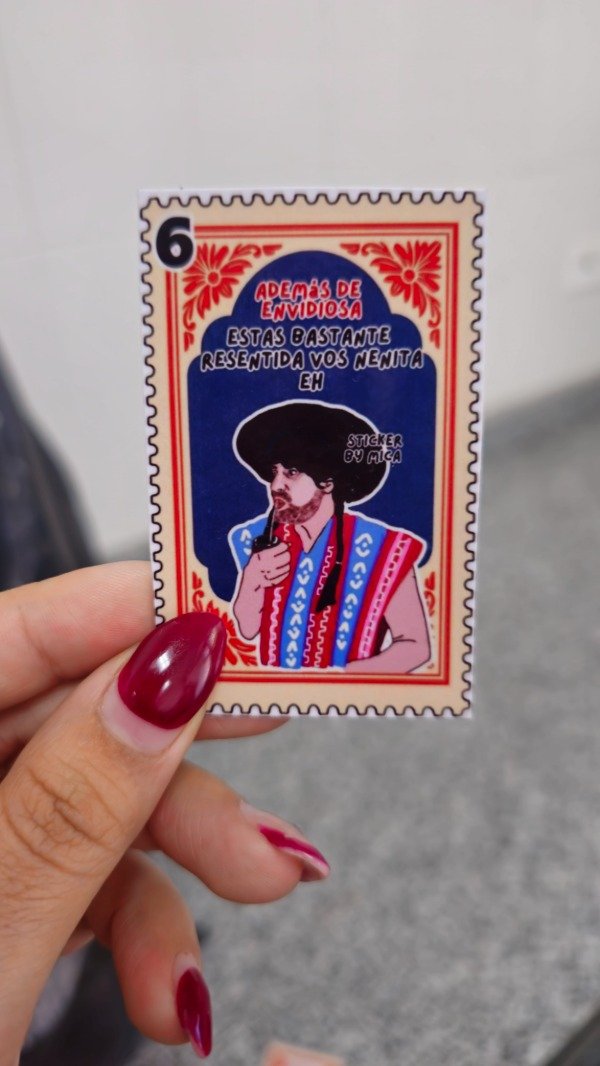 6
ADEMÁS DE
ENVIDIOSA
ESTAS BASTANTE
RESENTIDA VOS NENITA
EH
STICKER
BY MICA